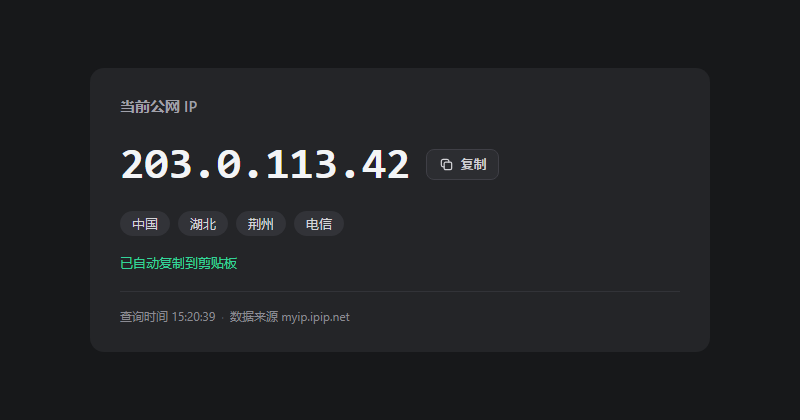 当前公网 IP
203.0.113.42 复制
中国 湖北 荆州 电信
已自动复制到剪贴板
查询时间 15:20:39 · 数据来源 myip.ipip.net